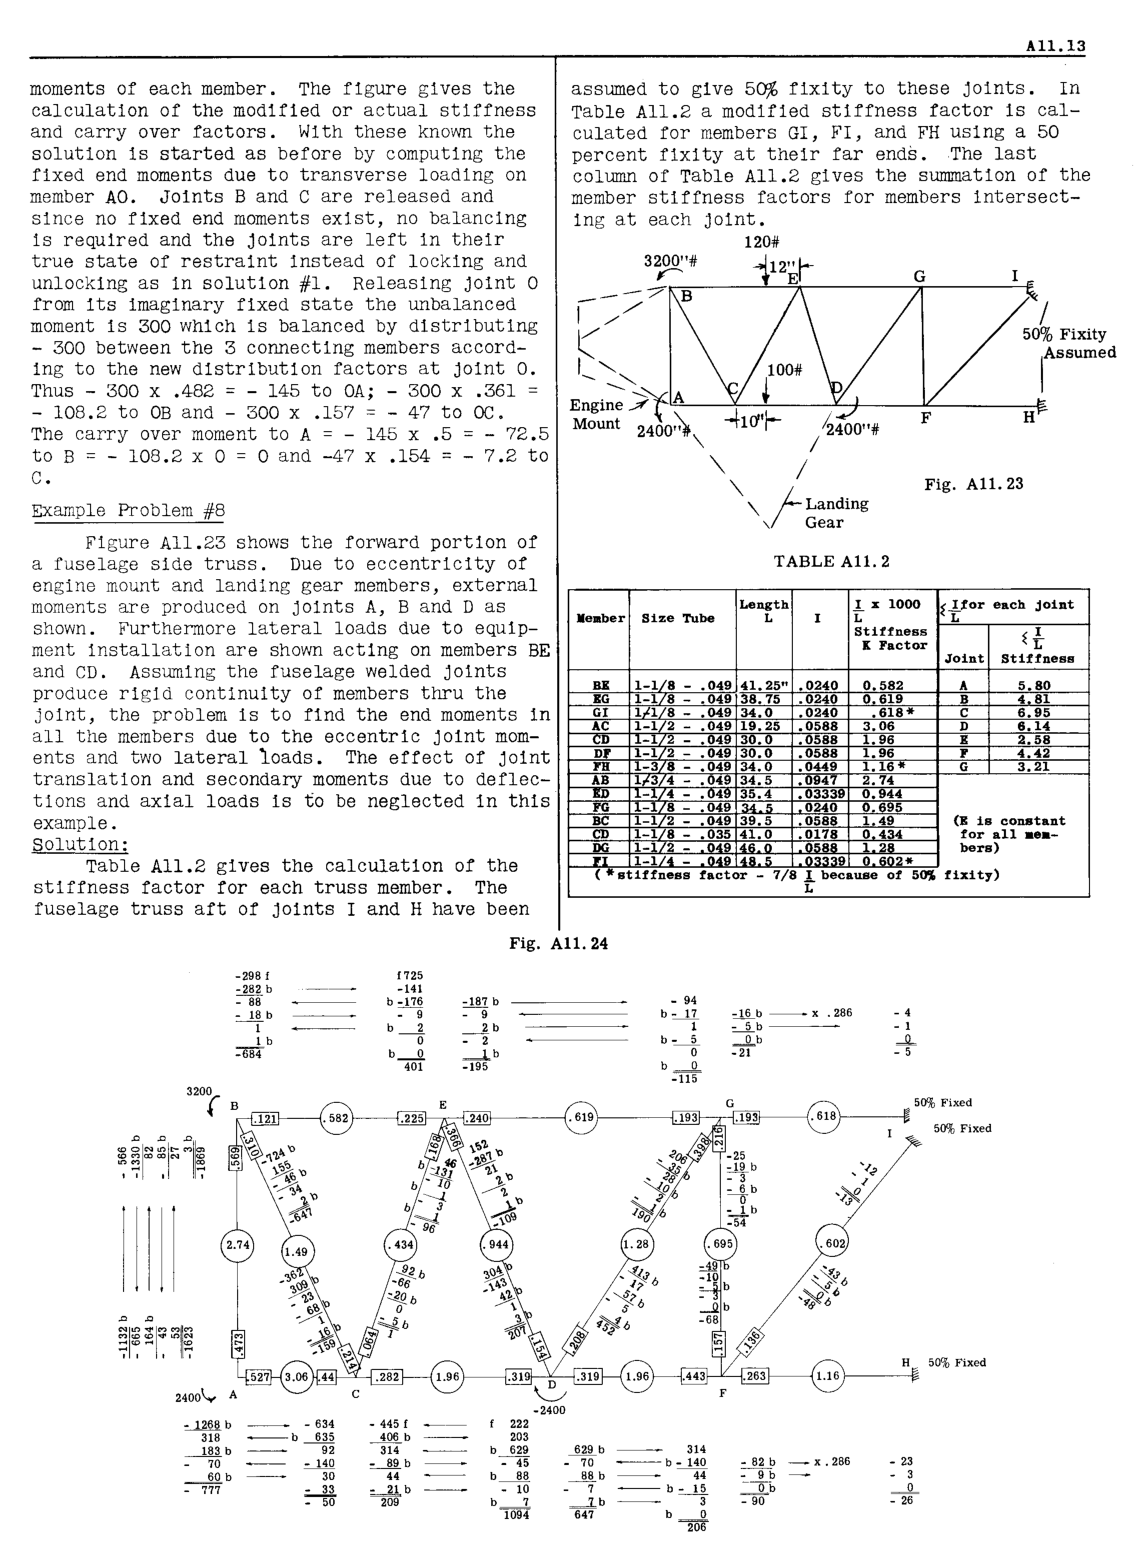 A11.13
moments of each member. The figure gives the
calculation of the modified or actual stiffness
and carry over factors. With these known the
solution is started as before by computing the
fixed end moments due to transverse loading on
member AO. Joints B and C are released and
since no fixed end moments exist, no balancing
is required and the joints are left in their
true state of restraint instead of locking and
unlocking as in solution #1. Releasing joint O
from its imaginary fixed state the unbalanced
moment is 300 which is balanced by distributing
- 300 between the 3 connecting members accord-
ing to the new distribution factors at joint O.
Thus - 300 x .482 = - 145 to OA; - 300 x .361 =
- 108.2 to OB and - 300 x .157 = - 47 to OC.
The carry over moment to A = - 145 x .5 = - 72.5
to B = - 108.2 x 0 = 0 and -47 x .154 = - 7.2 to
C.
Example Problem #8
Figure A11.23 shows the forward portion of
a fuselage side truss. Due to eccentricity of
engine mount and landing gear members, external
moments are produced on joints A, B and D as
shown. Furthermore lateral loads due to equip-
ment installation are shown acting on members BE
and CD. Assuming the fuselage welded joints
produce rigid continuity of members thru the
joint, the problem is to find the end moments in
all the members due to the eccentric joint mom-
ents and two lateral loads. The effect of joint
translation and secondary moments due to deflec-
tions and axial loads is to be neglected in this
example.
Solution:
Table A11.2 gives the calculation of the
stiffness factor for each truss member. The
fuselage truss aft of joints I and H have been
assumed to give 50% fixity to these joints. In
Table A11.2 a modified stiffness factor is cal-
culated for members GI, FI, and FH using a 50
percent fixity at their far ends. The last
column of Table A11.2 gives the summation of the
member stiffness factors for members intersect-
ing at each joint.
120#
3200"#
12"
B
E
G
I
50% Fixity
Assumed
100#
C
D
A
Engine
Mount
2400"#
10"
2400"#
F
H
Fig. A11.23
Landing
Gear
TABLE A11.2
Member Size Tube Length L I I/L x 1000 Stiffness K Factor
Σ I/L for each joint
Joint Σ I/L Stiffness
BE 1-1/8 - .049 41.25" .0240 0.582 A 5.80
EG 1-1/8 - .049 38.75 .0240 0.619 B 4.81
GI 1-1/8 - .049 34.0 .0240 .618* C 6.95
AC 1-1/2 - .049 19.25 .0588 3.06 D 6.14
CD 1-1/2 - .049 30.0 .0588 1.96 E 2.58
DF 1-1/2 - .049 30.0 .0588 1.96 F 4.42
FH 1-3/8 - .049 34.0 .0449 1.16* G 3.21
AB 1-3/4 - .049 34.5 .0947 2.74
ED 1-1/4 - .049 35.4 .03339 0.944
FG 1-1/8 - .049 34.5 .0240 0.695
BC 1-1/2 - .049 39.5 .0588 1.49
CD 1-1/8 - .035 41.0 .0178 0.434
DG 1-1/2 - .049 46.0 .0588 1.28
FI 1-1/4 - .049 48.5 .03339 0.602*
(E is constant
for all mem-
bers)
(*stiffness factor - 7/8 I/L because of 50% fixity)
Fig. A11.24
-298 f
-282 b
- 88
- 18 b
1
1 b
-684
f 725
-141
b -176
- 9
b 2
0
b 0
401
-187 b
- 9
2 b
- 2
1 b
-195
- 94
b - 17
1
b - 5
0
b 0
-115
-16 b
- 5 b
0 b
-21
x .286
- 4
- 1
0
- 5
3200
B
.121
.582
.225
E
.240
.619
.193
G
.193
.618
50% Fixed
I
50% Fixed
- 566
-1330 b
82
- 85 b
27
3 b
-1869
.569
.310
-724 b
155
- 46 b
- 34
2 b
-647
.168
46
b -131
- 10
b - 1
3
b 1
- 96
.366
152
-287 b
21
2 b
2
1 b
-109
.398
206
- 35 b
28
- 10 b
2
- 1 b
190
.216
-25
-19 b
- 3
- 6 b
0
- 1 b
-54
-12
- 1
0
-13
2.74
1.49
.434
.944
1.28
.695
.602
-362 b
309
- 23
- 68 b
1
- 16 b
-159
92 b
-66
-20 b
0
- 5 b
1
304 b
-143
42 b
1
3 b
207
413 b
- 17
57 b
- 5
4 b
452
-49 b
-10
- 5 b
- 3
0 b
-68
-43 b
- 5 b
0 b
-48
-1132 b
- 665
164 b
- 43
53
-1623
.473
.214
.064
.154
.208
.157
.136
.527
3.06
.44
.282
1.96
.319
.319
1.96
.443
.263
1.16
H
50% Fixed
2400
A
C
D
F
-2400
- 1268 b
318
183 b
- 70
60 b
- 777
- 634
b 635
92
- 140
30
- 33
- 50
- 445 f
406 b
314
- 89 b
44
- 21 b
209
f 222
203
b 629
- 45
b 88
- 10
b 7
1094
629 b
- 70
88 b
- 7
7 b
647
314
b - 140
44
b - 15
3
b 0
206
- 82 b
- 9 b
0 b
- 90
x .286
- 23
- 3
0
- 26